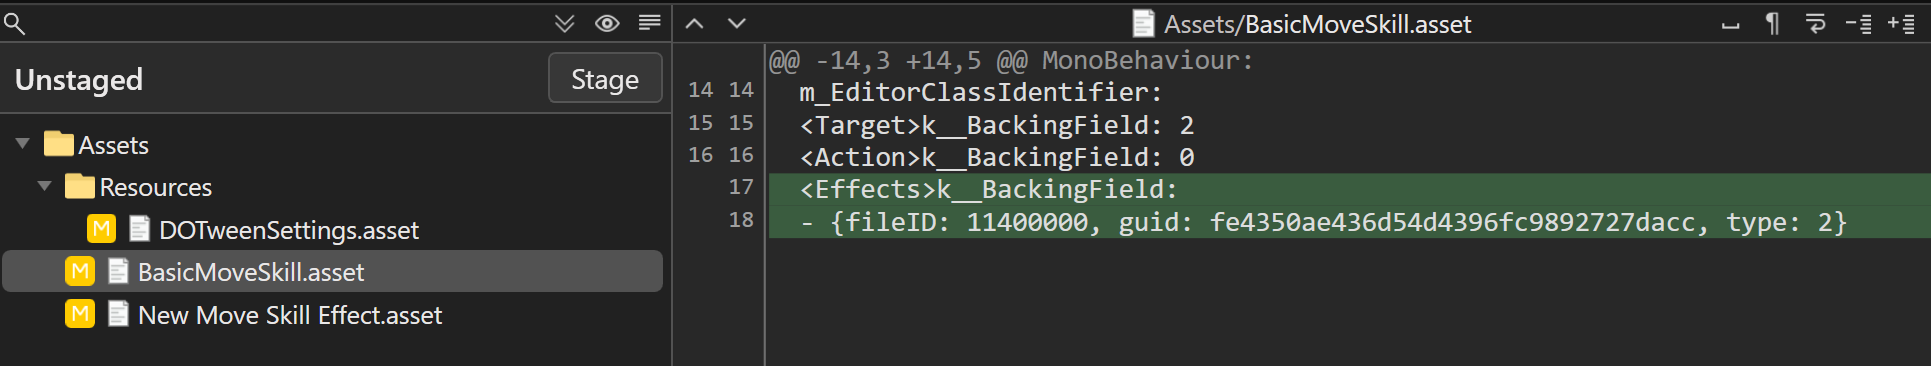 Assets/BasicMoveSkill.asset
Unstaged
Stage
Assets
Resources
M DOTweenSettings.asset
M BasicMoveSkill.asset
M New Move Skill Effect.asset
@@ -14,3 +14,5 @@ MonoBehaviour:
14 14 m_EditorClassIdentifier:
15 15 <Target>k__BackingField: 2
16 16 <Action>k__BackingField: 0
17 <Effects>k__BackingField:
18 - {fileID: 11400000, guid: fe4350ae436d54d4396fc9892727dacc, type: 2}